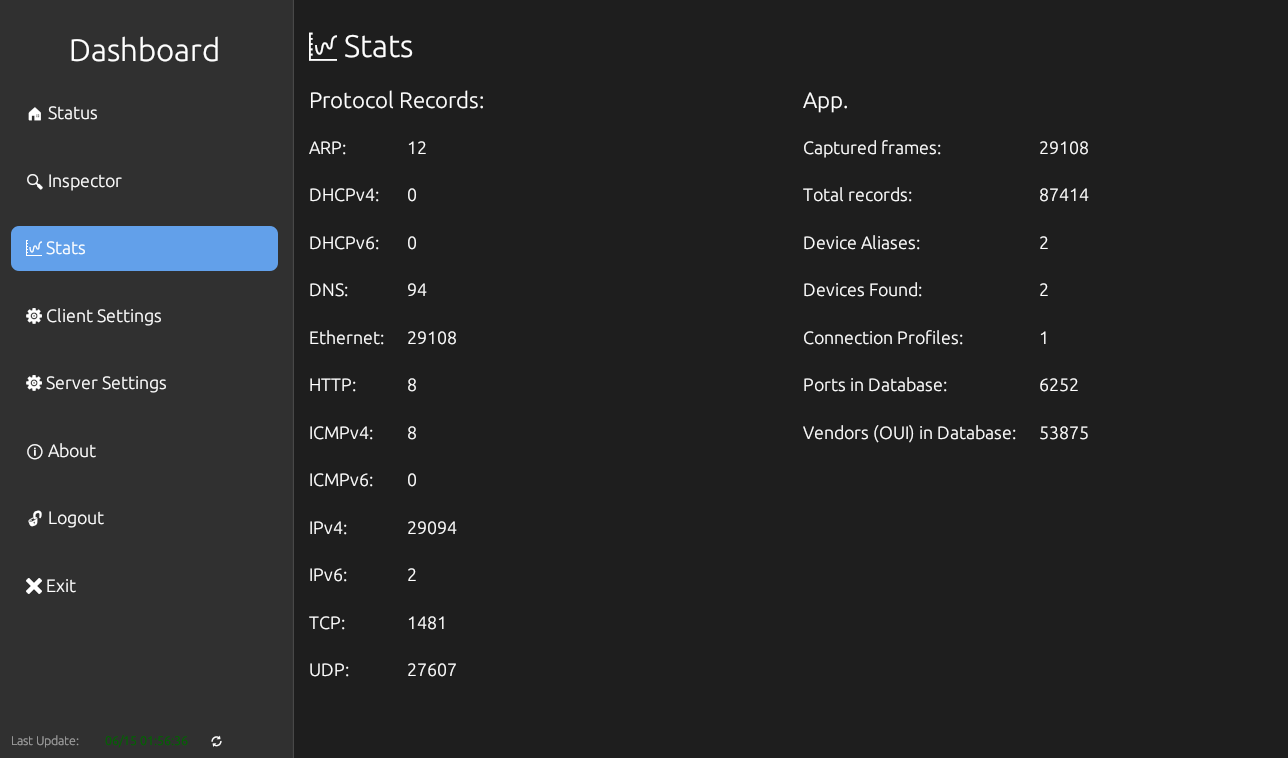 Dashboard
Status
Inspector
Stats
Client Settings
Server Settings
About
Logout
Exit
Last Update: 06/15 01:56:36
Stats
Protocol Records:
ARP: 12
DHCPv4: 0
DHCPv6: 0
DNS: 94
Ethernet: 29108
HTTP: 8
ICMPv4: 8
ICMPv6: 0
IPv4: 29094
IPv6: 2
TCP: 1481
UDP: 27607
App.
Captured frames: 29108
Total records: 87414
Device Aliases: 2
Devices Found: 2
Connection Profiles: 1
Ports in Database: 6252
Vendors (OUI) in Database: 53875